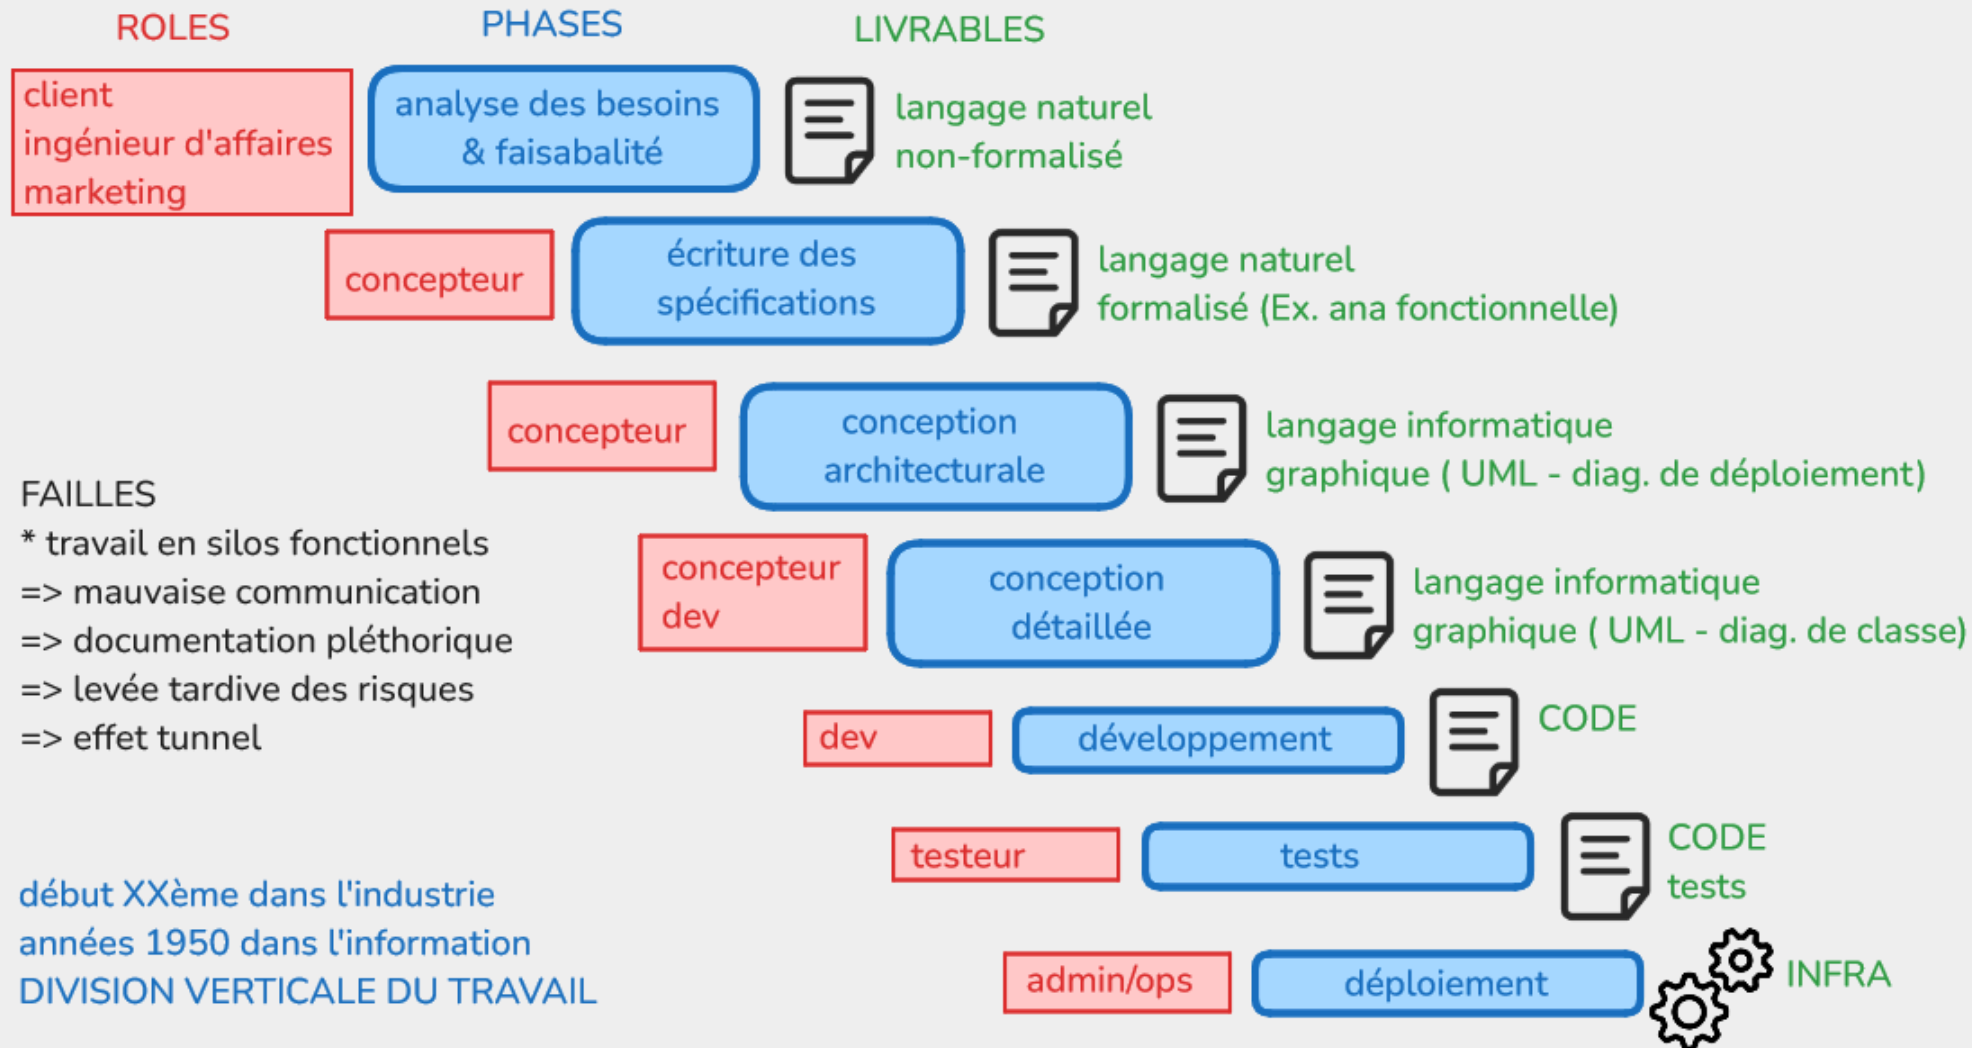 ROLES
PHASES
LIVRABLES
client
ingénieur d'affaires
marketing
analyse des besoins
& faisabalité
langage naturel
non-formalisé
concepteur
écriture des
spécifications
langage naturel
formalisé (Ex. ana fonctionnelle)
concepteur
conception
architecturale
langage informatique
graphique ( UML - diag. de déploiement)
concepteur
dev
conception
détaillée
langage informatique
graphique ( UML - diag. de classe)
dev
développement
CODE
testeur
tests
CODE
tests
admin/ops
déploiement
INFRA
FAILLES
* travail en silos fonctionnels
=> mauvaise communication
=> documentation pléthorique
=> levée tardive des risques
=> effet tunnel
début XXème dans l'industrie
années 1950 dans l'information
DIVISION VERTICALE DU TRAVAIL